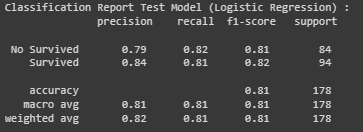 Classification Report Test Model (Logistic Regression) :
precision recall f1-score support
No Survived 0.79 0.82 0.81 84
Survived 0.84 0.81 0.82 94
accuracy 0.81 178
macro avg 0.81 0.81 0.81 178
weighted avg 0.82 0.81 0.81 178